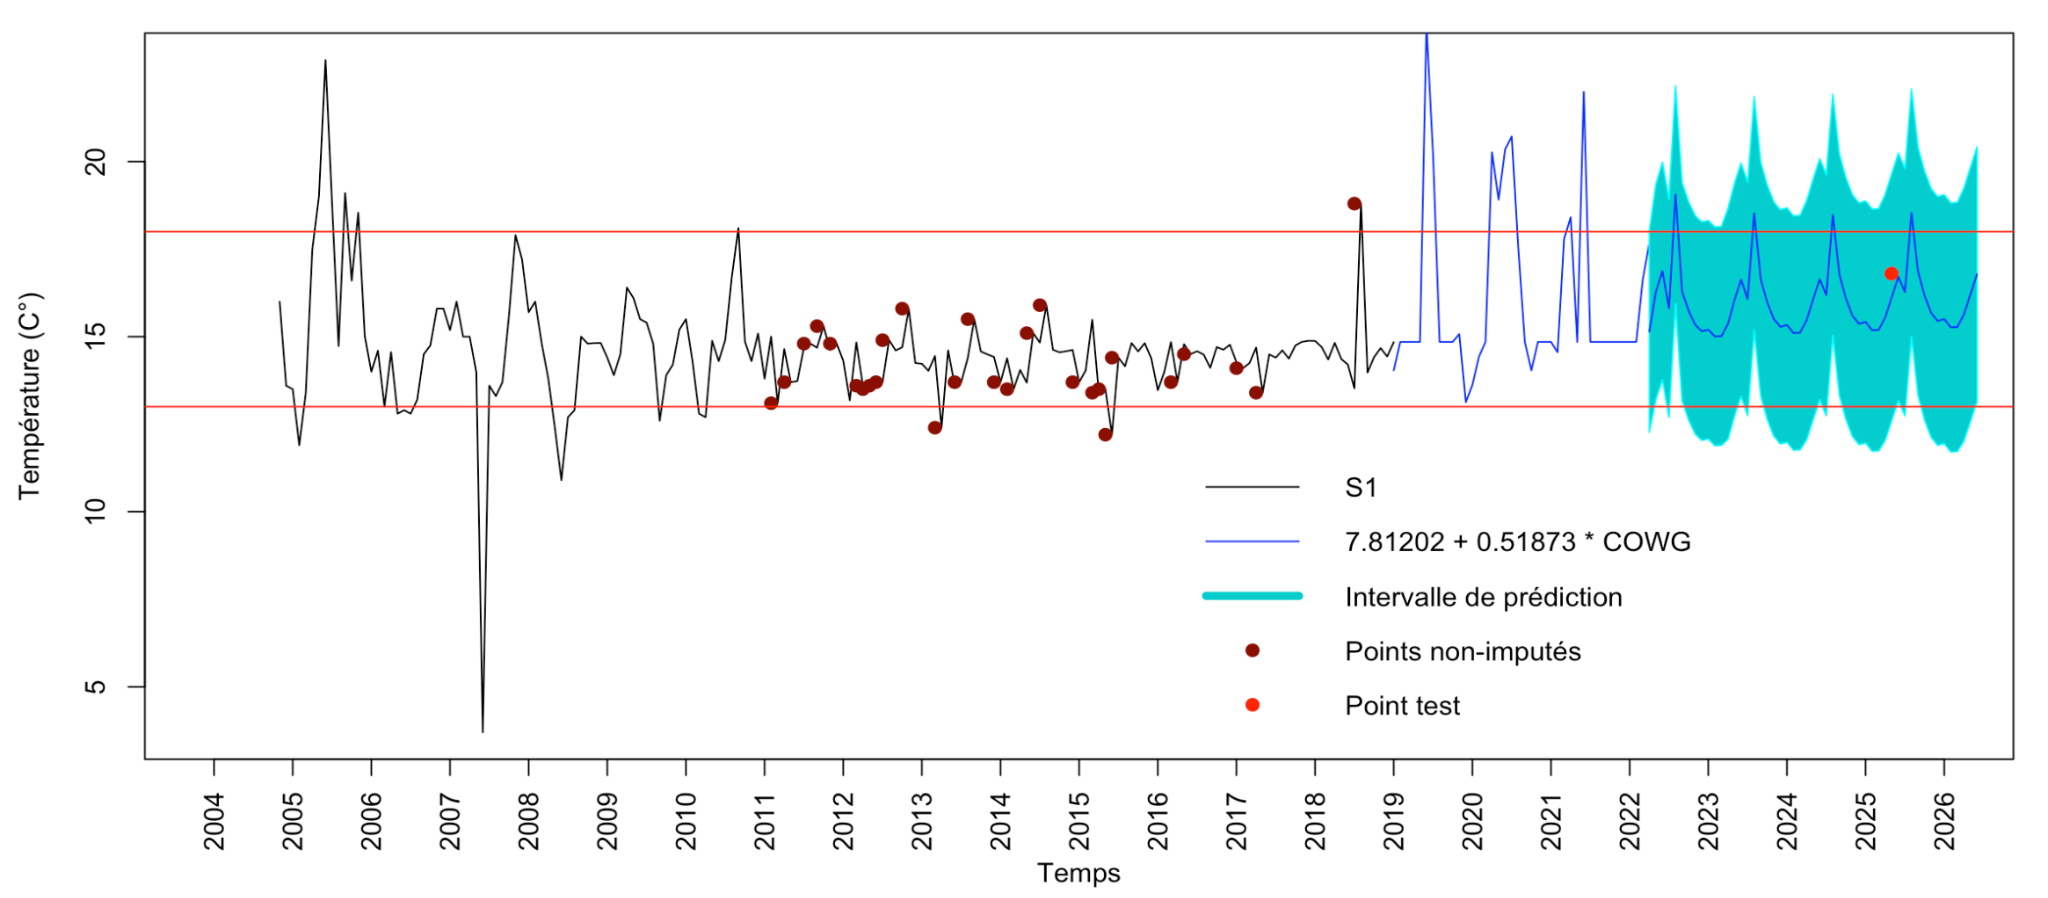 Température (C°)
20
15
10
5
S1
7.81202 + 0.51873 * COWG
Intervalle de prédiction
Points non-imputés
Point test
2004 2005 2006 2007 2008 2009 2010 2011 2012 2013 2014 2015 2016 2017 2018 2019 2020 2021 2022 2023 2024 2025 2026
Temps